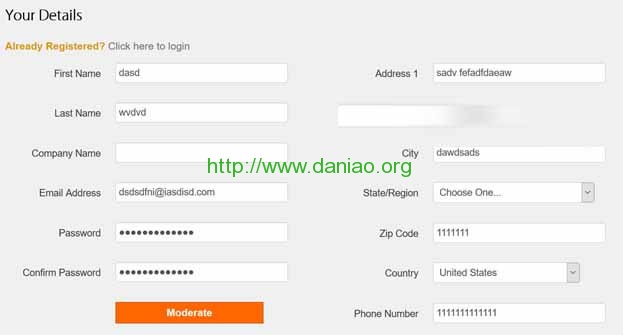 Your Details
Already Registered? Click here to login
First Name dasd
Address 1 sadv fefadfdaeaw
Last Name wvdvd
Company Name
City dawdsads
http://www.daniao.org
Email Address dsdsdfni@iasdisd.com
State/Region Choose One...
Password •••••••••••••
Zip Code 1111111
Confirm Password •••••••••••••
Country United States
Moderate
Phone Number 1111111111111